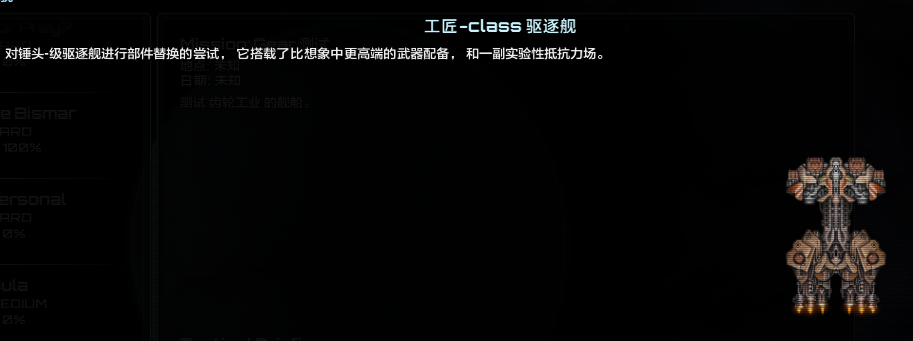 工匠-class 驱逐舰
对锤头-级驱逐舰进行部件替换的尝试， 它搭载了比想象中更高端的武器配备， 和一副实验性抵抗力场。
日期: 未知
测试 齿轮工业 的舰船。
e Bismar
ARD
100%
ersonal
ARD
0%
sula
EDIUM
0%